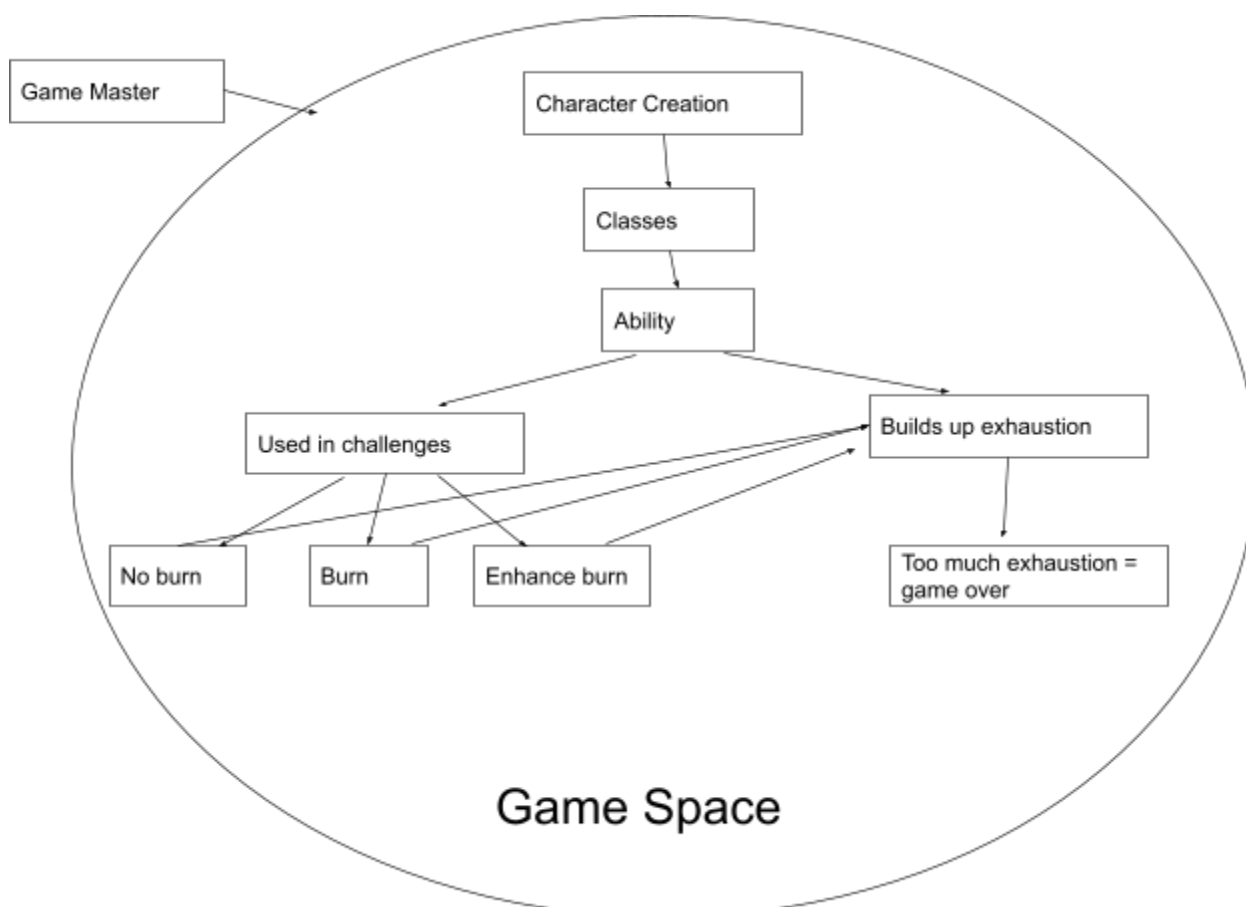 Game Master
Character Creation
Classes
Ability
Used in challenges
Builds up exhaustion
No burn
Burn
Enhance burn
Too much exhaustion =
game over
Game Space